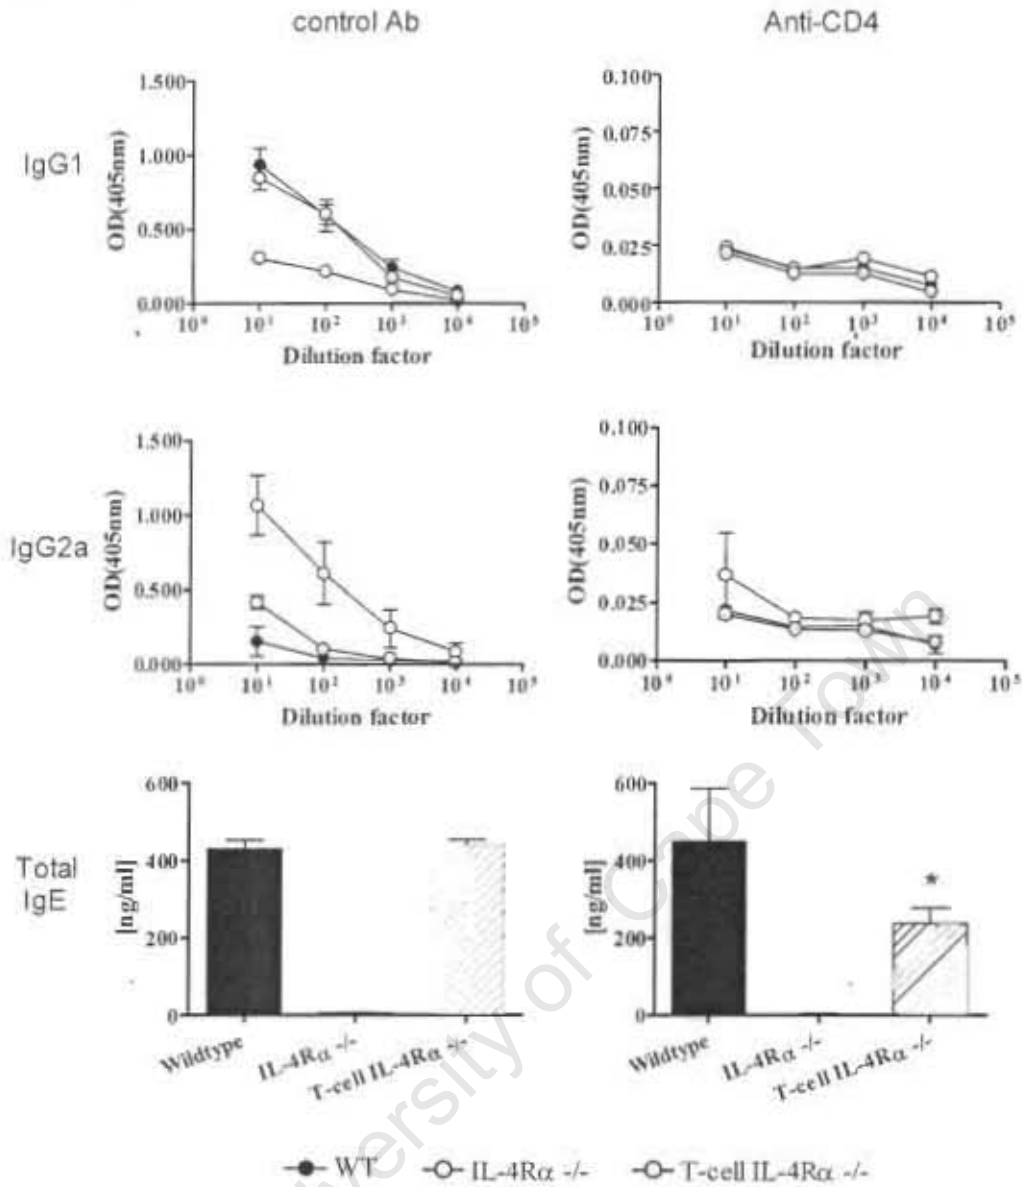 control Ab
Anti-CD4
IgG1
OD(405nm)
1.500
1.000
0.500
0.000
10⁰ 10¹ 10² 10³ 10⁴ 10⁵
Dilution factor
OD(405nm)
0.100
0.075
0.050
0.025
0.000
10⁰ 10¹ 10² 10³ 10⁴ 10⁵
Dilution factor
IgG2a
OD(405nm)
1.500
1.000
0.500
0.000
10⁰ 10¹ 10² 10³ 10⁴ 10⁵
Dilution factor
OD(405nm)
0.100
0.075
0.050
0.025
0.000
10⁰ 10¹ 10² 10³ 10⁴ 10⁵
Dilution factor
Total
IgE
[ng/ml]
600
400
200
0
Wildtype
IL-4Rα -/-
T-cell IL-4Rα -/-
[ng/ml]
600
400
200
0
*
Wildtype
IL-4Rα -/-
T-cell IL-4Rα -/-
WT IL-4Rα -/- T-cell IL-4Rα -/-
versity of Cape Town